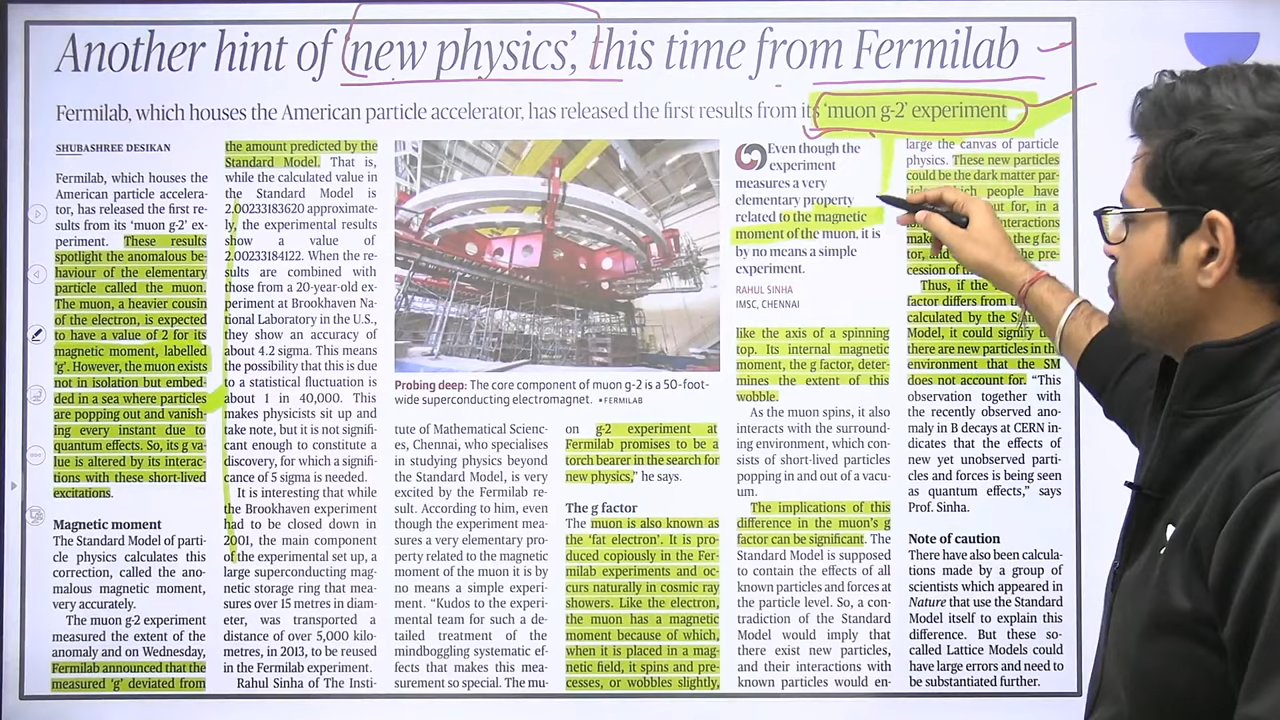 Another hint of 'new physics', this time from Fermilab
Fermilab, which houses the American particle accelerator, has released the first results from its 'muon g-2' experiment
SHUBASHREE DESIKAN
Fermilab, which houses the
American particle accelera-
tor, has released the first re-
sults from its 'muon g-2' ex-
periment. These results
spotlight the anomalous be-
haviour of the elementary
particle called the muon.
The muon, a heavier cousin
of the electron, is expected
to have a value of 2 for its
magnetic moment, labelled
'g'. However, the muon exists
not in isolation but embed-
ded in a sea where particles
are popping out and vanish-
ing every instant due to
quantum effects. So, its g va-
lue is altered by its interac-
tions with these short-lived
excitations.
Magnetic moment
The Standard Model of parti-
cle physics calculates this
correction, called the ano-
malous magnetic moment,
very accurately.
The muon g-2 experiment
measured the extent of the
anomaly and on Wednesday,
Fermilab announced that the
measured 'g' deviated from
the amount predicted by the
Standard Model. That is,
while the calculated value in
the Standard Model is
2.00233183620 approximate-
ly, the experimental results
show a value of
2.00233184122. When the re-
sults are combined with
those from a 20-year-old ex-
periment at Brookhaven Na-
tional Laboratory in the U.S.,
they show an accuracy of
about 4.2 sigma. This means
the possibility that this is due
to a statistical fluctuation is
about 1 in 40,000. This
makes physicists sit up and
take note, but it is not signifi-
cant enough to constitute a
discovery, for which a signifi-
cance of 5 sigma is needed.
It is interesting that while
the Brookhaven experiment
had to be closed down in
2001, the main component
of the experimental set up, a
large superconducting mag-
netic storage ring that mea-
sures over 15 metres in diam-
eter, was transported a
distance of over 5,000 kilo-
metres, in 2013, to be reused
in the Fermilab experiment.
Rahul Sinha of The Insti-
Probing deep: The core component of muon g-2 is a 50-foot-
wide superconducting electromagnet. •FERMILAB
tute of Mathematical Scienc-
es, Chennai, who specialises
in studying physics beyond
the Standard Model, is very
excited by the Fermilab re-
sult. According to him, even
though the experiment mea-
sures a very elementary pro-
perty related to the magnetic
moment of the muon it is by
no means a simple experi-
ment. "Kudos to the experi-
mental team for such a de-
tailed treatment of the
mindboggling systematic ef-
fects that makes this mea-
surement so special. The mu-
on g-2 experiment at
Fermilab promises to be a
torch bearer in the search for
new physics," he says.
The g factor
The muon is also known as
the 'fat electron'. It is pro-
duced copiously in the Fer-
milab experiments and oc-
curs naturally in cosmic ray
showers. Like the electron,
the muon has a magnetic
moment because of which,
when it is placed in a mag-
netic field, it spins and pre-
cesses, or wobbles slightly,
Even though the
experiment
measures a very
elementary property
related to the magnetic
moment of the muon, it is
by no means a simple
experiment.
RAHUL SINHA
IMSC, CHENNAI
like the axis of a spinning
top. Its internal magnetic
moment, the g factor, deter-
mines the extent of this
wobble.
As the muon spins, it also
interacts with the surround-
ing environment, which con-
sists of short-lived particles
popping in and out of a vacu-
um.
The implications of this
difference in the muon's g
factor can be significant. The
Standard Model is supposed
to contain the effects of all
known particles and forces at
the particle level. So, a con-
tradiction of the Standard
Model would imply that
there exist new particles,
and their interactions with
known particles would en-
large the canvas of particle
physics. These new particles
could be the dark matter par-
which people have
out for, in a
interactions
make the g fac-
tor, and the pre-
cession of
Thus, if the
factor differs from
calculated by the
Model, it could signify
there are new particles in the
environment that the SM
does not account for. "This
observation together with
the recently observed ano-
maly in B decays at CERN in-
dicates that the effects of
new yet unobserved parti-
cles and forces is being seen
as quantum effects," says
Prof. Sinha.
Note of caution
There have also been calcula-
tions made by a group of
scientists which appeared in
Nature that use the Standard
Model itself to explain this
difference. But these so-
called Lattice Models could
have large errors and need to
be substantiated further.